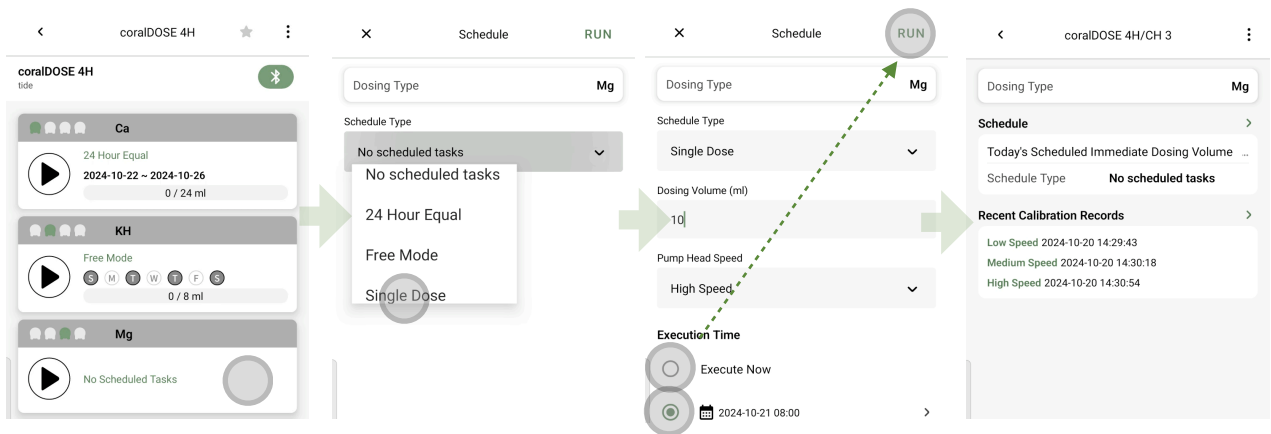 coralDOSE 4H
coralDOSE 4H
tide
Ca
24 Hour Equal
2024-10-22 ~ 2024-10-26
0 / 24 ml
KH
Free Mode
S M T W T F S
0 / 8 ml
Mg
No Scheduled Tasks
Schedule RUN
Dosing Type Mg
Schedule Type
No scheduled tasks
No scheduled tasks
24 Hour Equal
Free Mode
Single Dose
Schedule RUN
Dosing Type Mg
Schedule Type
Single Dose
Dosing Volume (ml)
10
Pump Head Speed
High Speed
Execution Time
Execute Now
2024-10-21 08:00
coralDOSE 4H/CH 3
Dosing Type Mg
Schedule
Today's Scheduled Immediate Dosing Volume ...
Schedule Type No scheduled tasks
Recent Calibration Records
Low Speed 2024-10-20 14:29:43
Medium Speed 2024-10-20 14:30:18
High Speed 2024-10-20 14:30:54